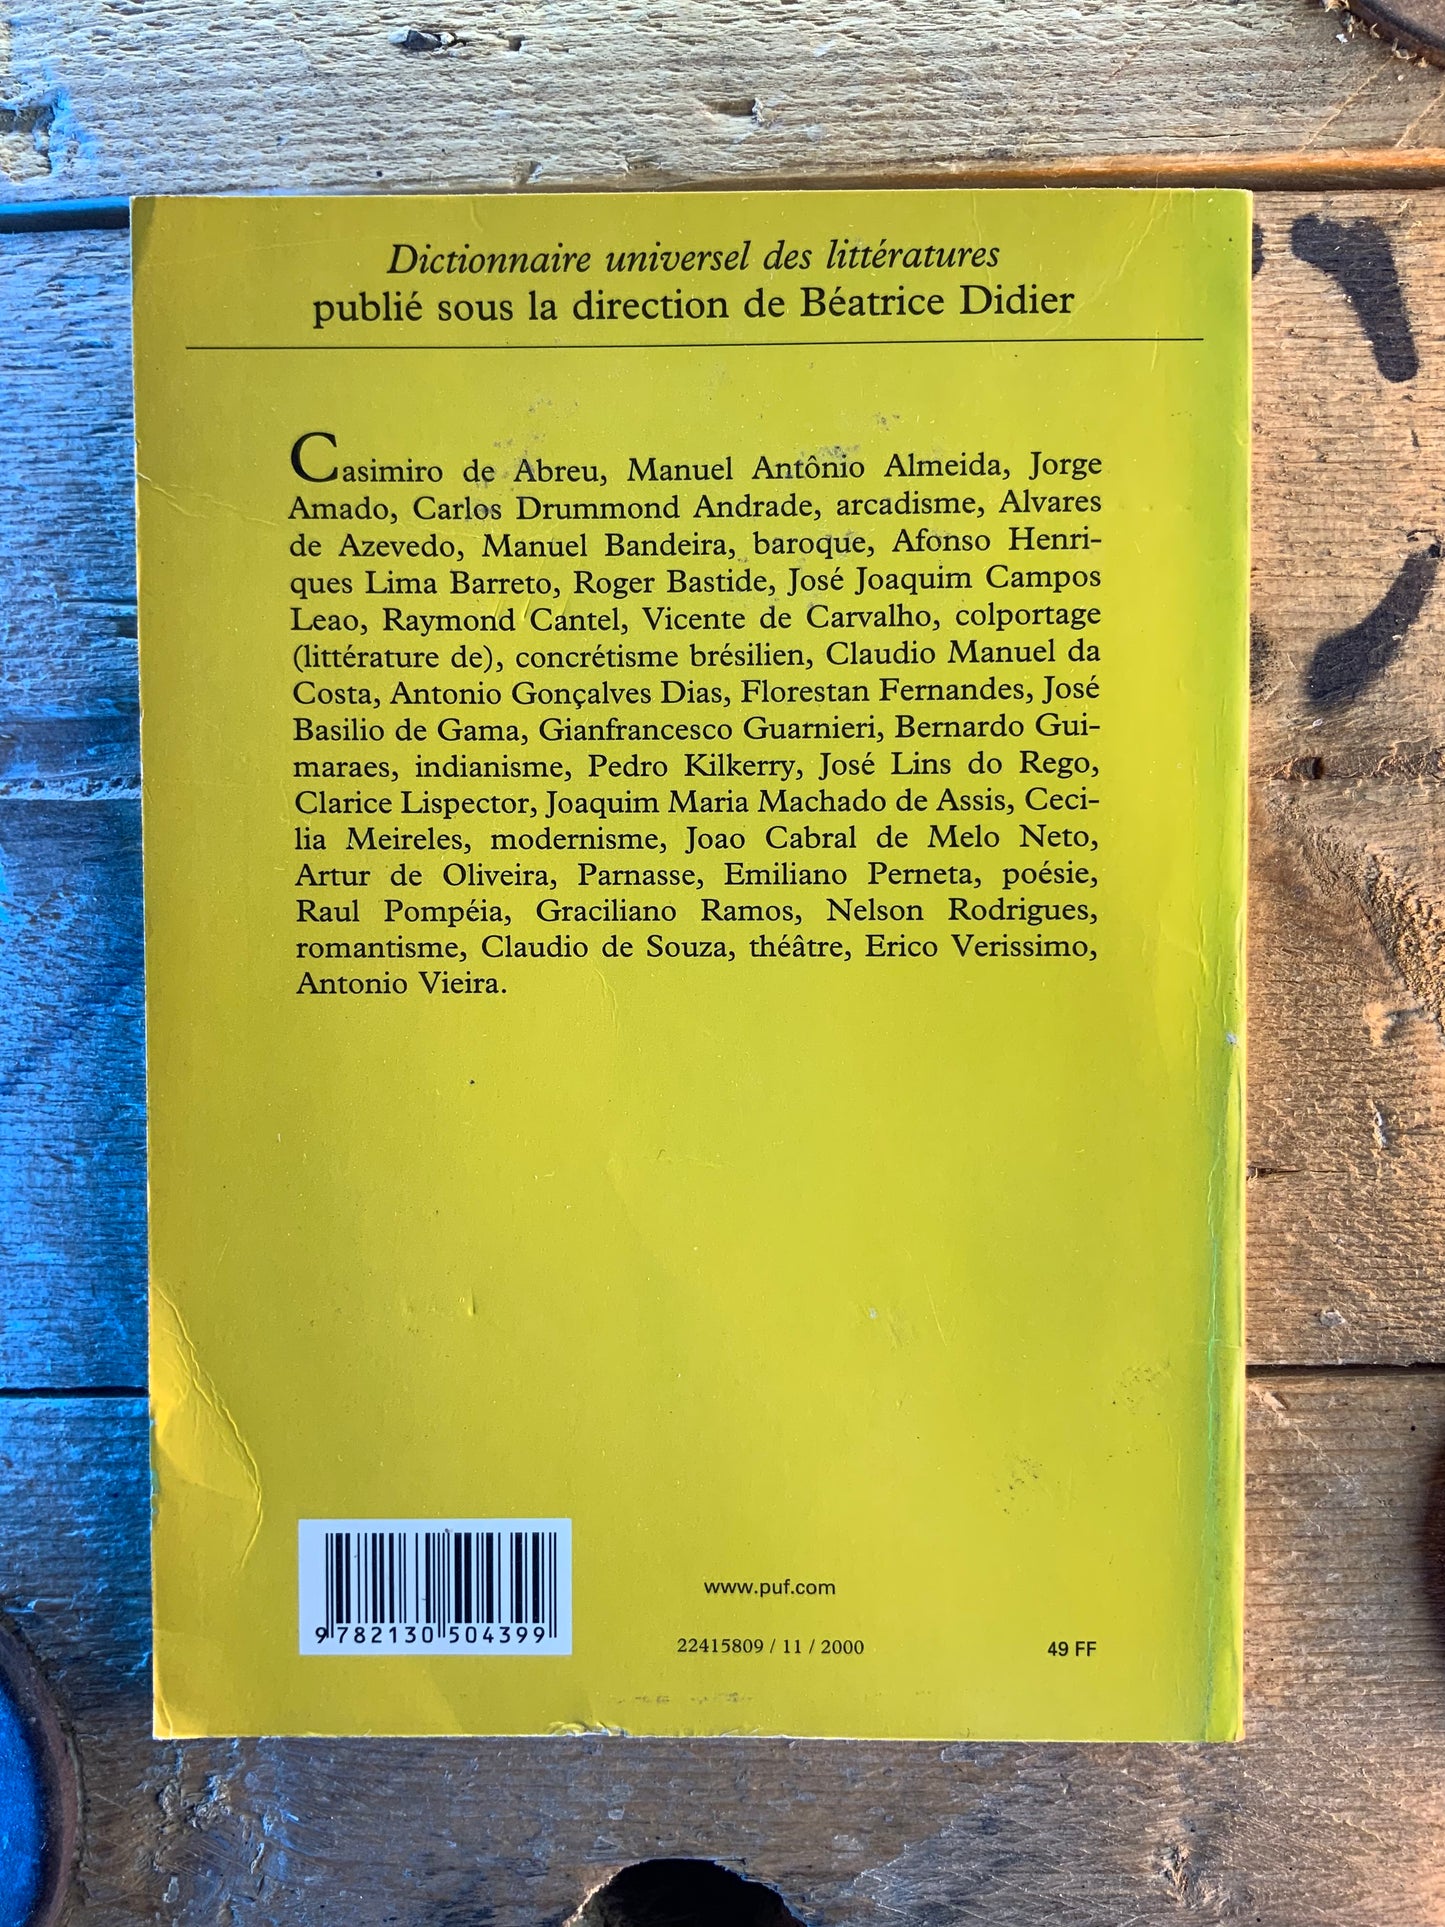 Dictionnaire universel des littératures
publié sous la direction de Béatrice Didier
Casimiro de Abreu, Manuel Antônio Almeida, Jorge
Amado, Carlos Drummond Andrade, arcadisme, Alvares
de Azevedo, Manuel Bandeira, baroque, Afonso Henri-
ques Lima Barreto, Roger Bastide, José Joaquim Campos
Leao, Raymond Cantel, Vicente de Carvalho, colportage
(littérature de), concrétisme brésilien, Claudio Manuel da
Costa, Antonio Gonçalves Dias, Florestan Fernandes, José
Basilio de Gama, Gianfrancesco Guarnieri, Bernardo Gui-
maraes, indianisme, Pedro Kilkerry, José Lins do Rego,
Clarice Lispector, Joaquim Maria Machado de Assis, Ceci-
lia Meireles, modernisme, Joao Cabral de Melo Neto,
Artur de Oliveira, Parnasse, Emiliano Perneta, poésie,
Raul Pompéia, Graciliano Ramos, Nelson Rodrigues,
romantisme, Claudio de Souza, théâtre, Erico Verissimo,
Antonio Vieira.
www.puf.com
9 782130 504399
22415809 / 11 / 2000
49 FF